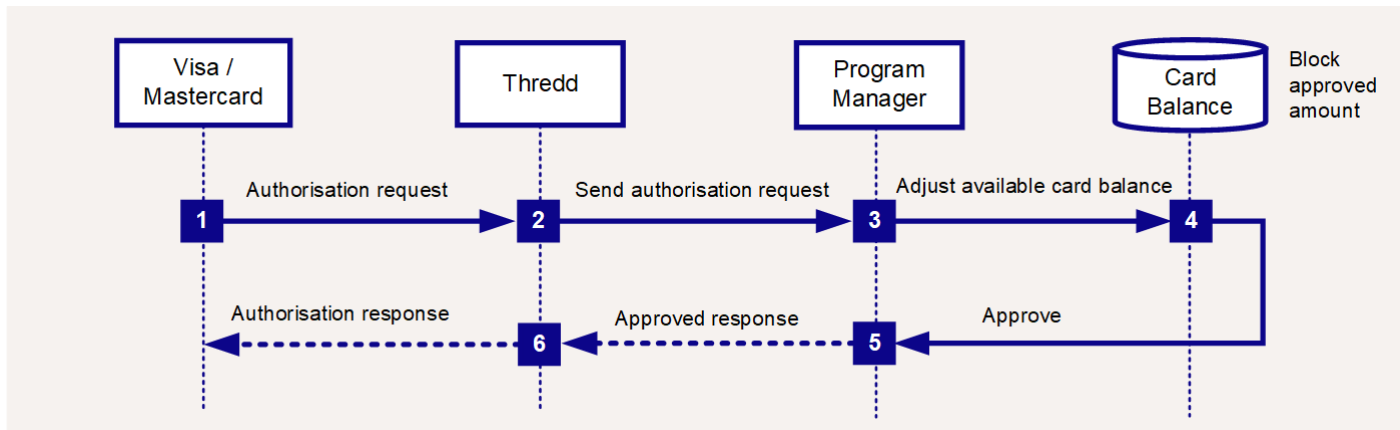 Visa /
Mastercard
Thredd
Program
Manager
Card
Balance
Block
approved
amount
Authorisation request
Send authorisation request
Adjust available card balance
1
2
3
4
Authorisation response
Approved response
Approve
6
5